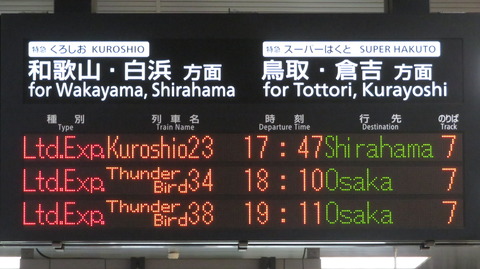 特急 くろしお KUROSHIO 特急 スーパーはくと SUPER HAKUTO
和歌山・白浜 方面 鳥取・倉吉 方面
for Wakayama, Shirahama for Tottori, Kurayoshi
種別 列車名 時刻 行先 のりば
Type Train Name Departure Time Destination Track
Ltd.Exp. Kuroshio23 17:47 Shirahama 7
Ltd.Exp. Thunder Bird34 18:10 Osaka 7
Ltd.Exp. Thunder Bird38 19:11 Osaka 7